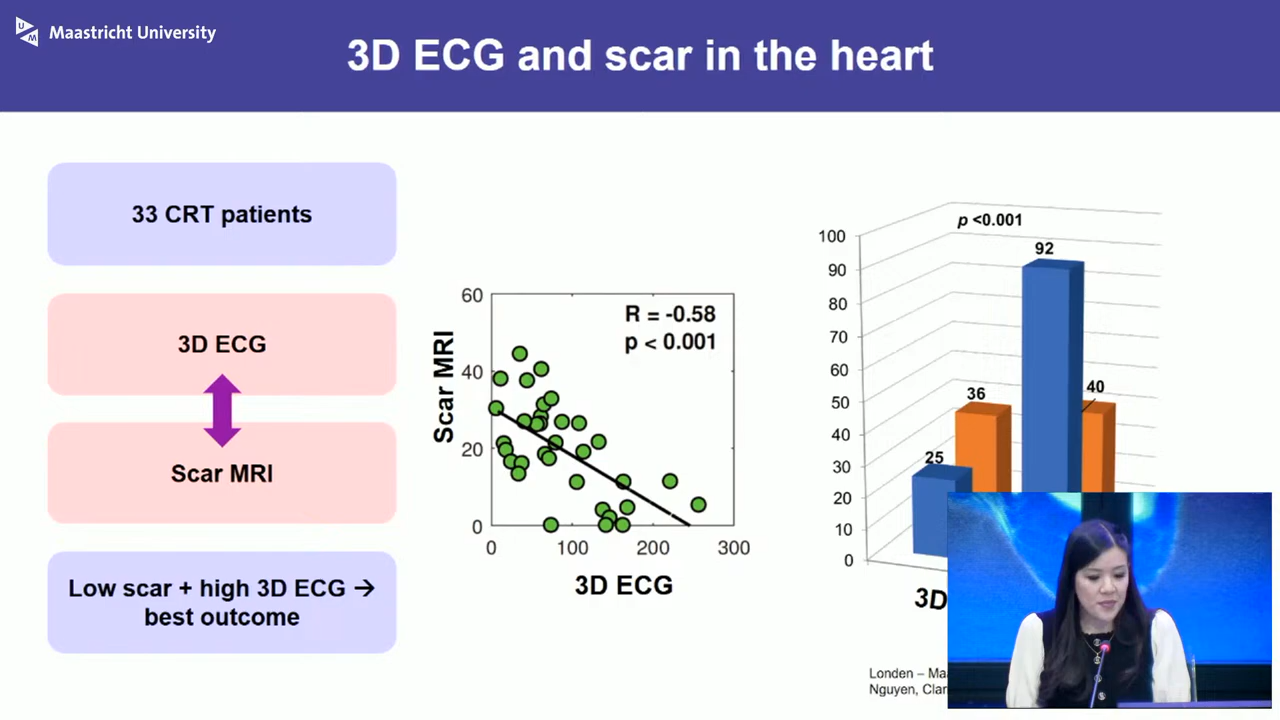 Maastricht University
3D ECG and scar in the heart
33 CRT patients
3D ECG
Scar MRI
Low scar + high 3D ECG →
best outcome
Scar MRI
60
40
20
0
R = -0.58
p < 0.001
0 100 200 300
3D ECG
p <0.001
100
90
80
70
60
50
40
30
20
10
0
25
36
92
40
3D
Londen – Ma
Nguyen, Clar